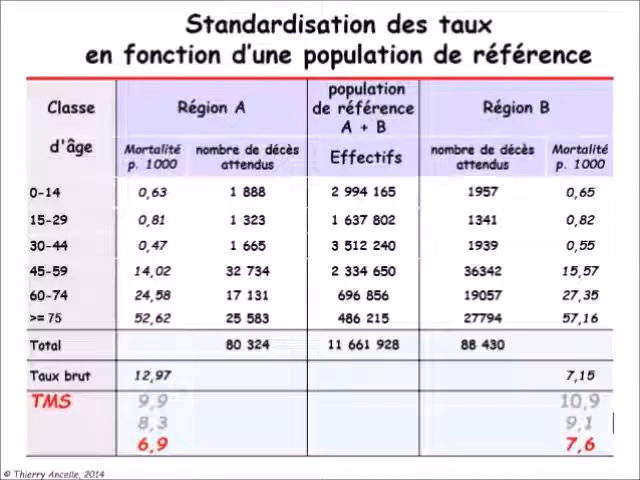 Standardisation des taux
en fonction d'une population de référence
Classe d'âge Région A population de référence A + B Région B
Mortalité p. 1000 nombre de décès attendus Effectifs nombre de décès attendus Mortalité p. 1000
0-14 0,63 1 888 2 994 165 1957 0,65
15-29 0,81 1 323 1 637 802 1341 0,82
30-44 0,47 1 665 3 512 240 1939 0,55
45-59 14,02 32 734 2 334 650 36342 15,57
60-74 24,58 17 131 696 856 19057 27,35
>= 75 52,62 25 583 486 215 27794 57,16
Total 80 324 11 661 928 88 430
Taux brut 12,97 7,15
TMS 9,9 10,9
8,3 9,1
6,9 7,6
© Thierry Ancelle, 2014